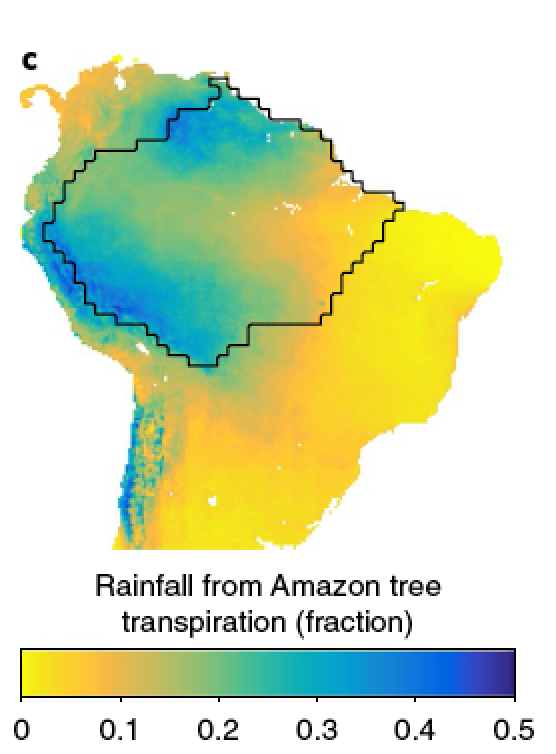 c
Rainfall from Amazon tree
transpiration (fraction)
0 0.1 0.2 0.3 0.4 0.5